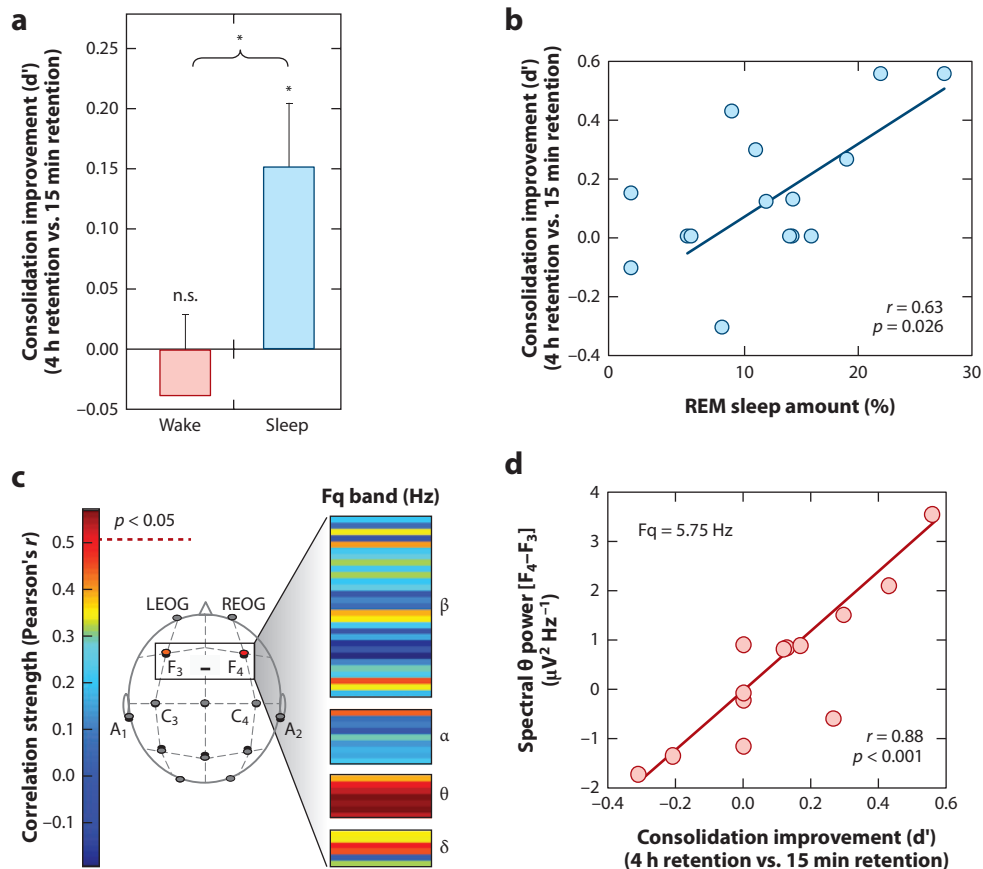 a
Consolidation improvement (d')
(4 h retention vs. 15 min retention)
0.25
0.20
0.15
0.10
0.05
0.00
−0.05
*
*
n.s.
Wake
Sleep
b
Consolidation improvement (d')
(4 h retention vs. 15 min retention)
0.6
0.4
0.2
0.0
−0.2
−0.4
r = 0.63
p = 0.026
0
10
20
30
REM sleep amount (%)
c
Correlation strength (Pearson's r)
0.5
0.4
0.3
0.2
0.1
0.0
−0.1
p < 0.05
LEOG
REOG
F3
–
F4
A1
C3
C4
A2
Fq band (Hz)
β
α
θ
δ
d
Spectral θ power [F4–F3]
(μV² Hz⁻¹)
4
3
2
1
0
−1
−2
Fq = 5.75 Hz
r = 0.88
p < 0.001
−0.4
−0.2
0.0
0.2
0.4
0.6
Consolidation improvement (d')
(4 h retention vs. 15 min retention)